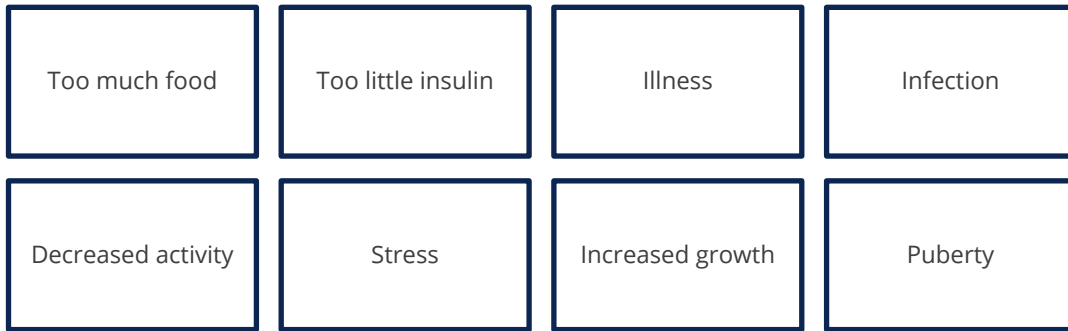 Too much food
Too little insulin
Illness
Infection
Decreased activity
Stress
Increased growth
Puberty